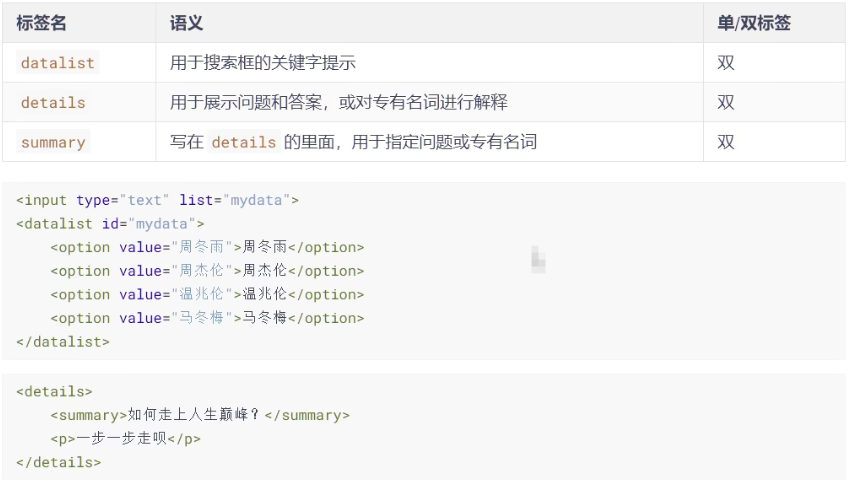 标签名 语义 单/双标签
datalist 用于搜索框的关键字提示 双
details 用于展示问题和答案，或对专有名词进行解释 双
summary 写在 details 的里面，用于指定问题或专有名词 双
<input type="text" list="mydata">
<datalist id="mydata">
    <option value="周冬雨">周冬雨</option>
    <option value="周杰伦">周杰伦</option>
    <option value="温兆伦">温兆伦</option>
    <option value="马冬梅">马冬梅</option>
</datalist>
<details>
    <summary>如何走上人生巅峰？</summary>
    <p>一步一步走呗</p>
</details>